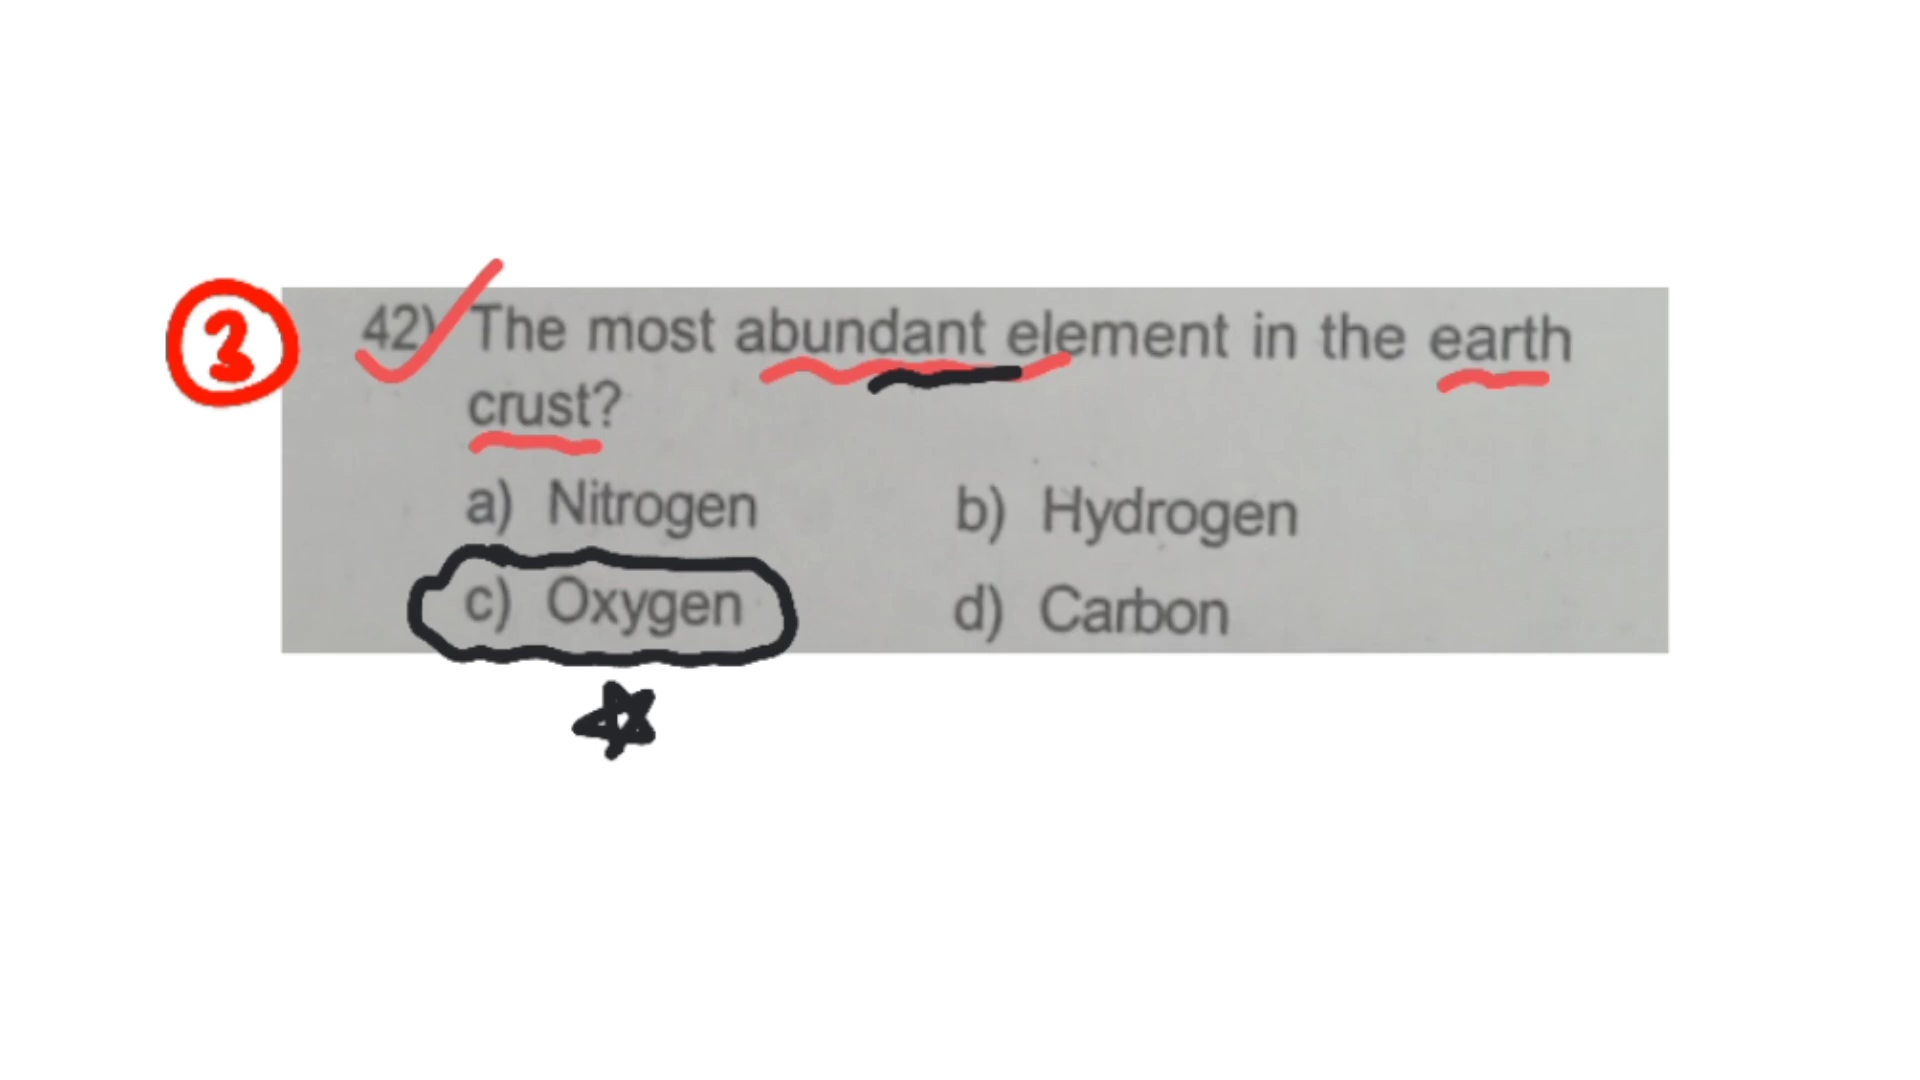 3
42) The most abundant element in the earth
crust?
a) Nitrogen b) Hydrogen
c) Oxygen d) Carbon